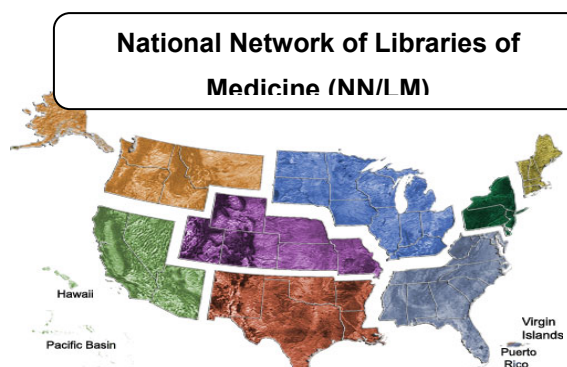 National Network of Libraries of
Medicine (NN/LM)
Hawaii
Pacific Basin
Virgin
Islands
Puerto
Rico